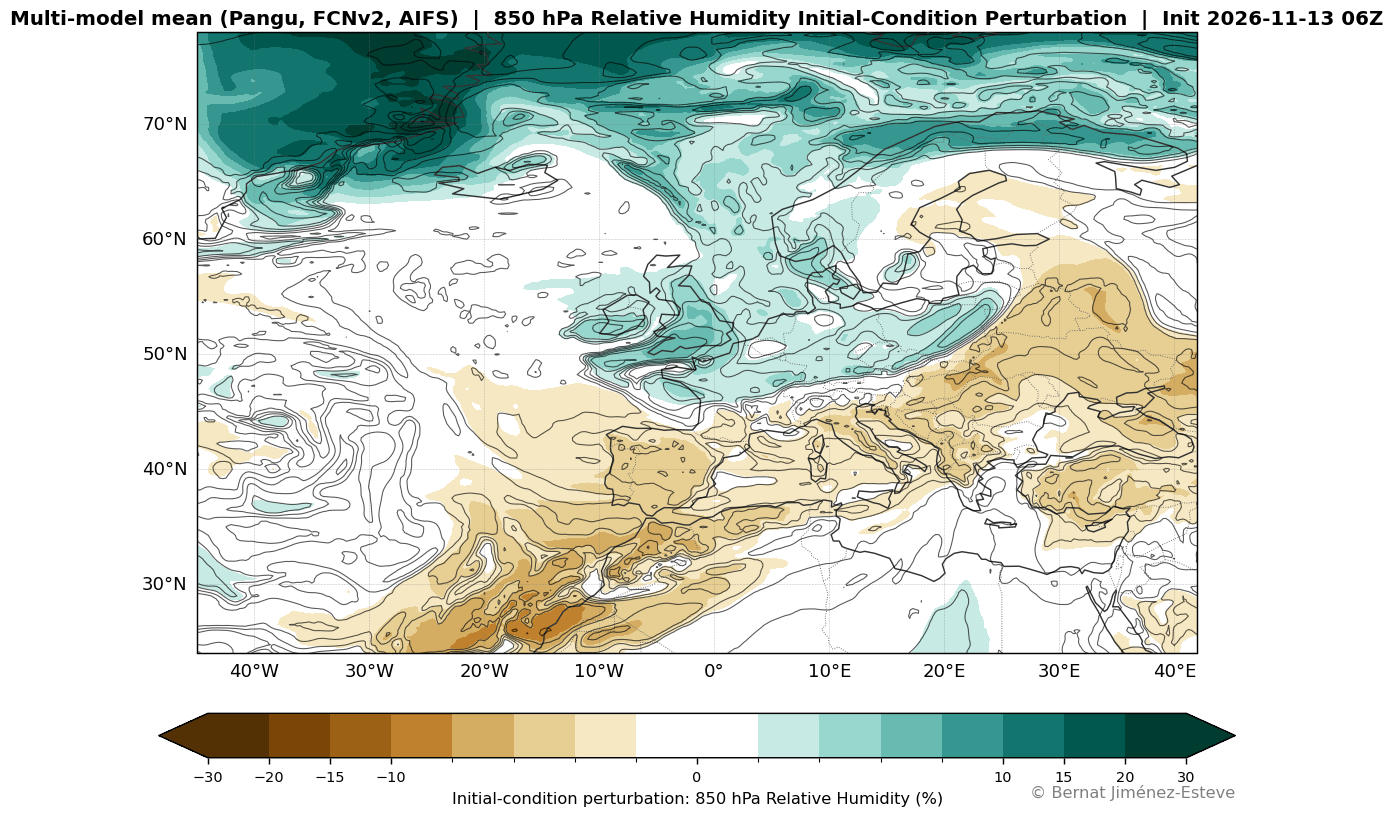 Multi-model mean (Pangu, FCNv2, AIFS)  |  850 hPa Relative Humidity Initial-Condition Perturbation  |  Init 2026-11-13 06Z
70°N
60°N
50°N
40°N
30°N
40°W 30°W 20°W 10°W 0° 10°E 20°E 30°E 40°E
−30 −20 −15 −10 0 10 15 20 30
Initial-condition perturbation: 850 hPa Relative Humidity (%)
© Bernat Jiménez-Esteve